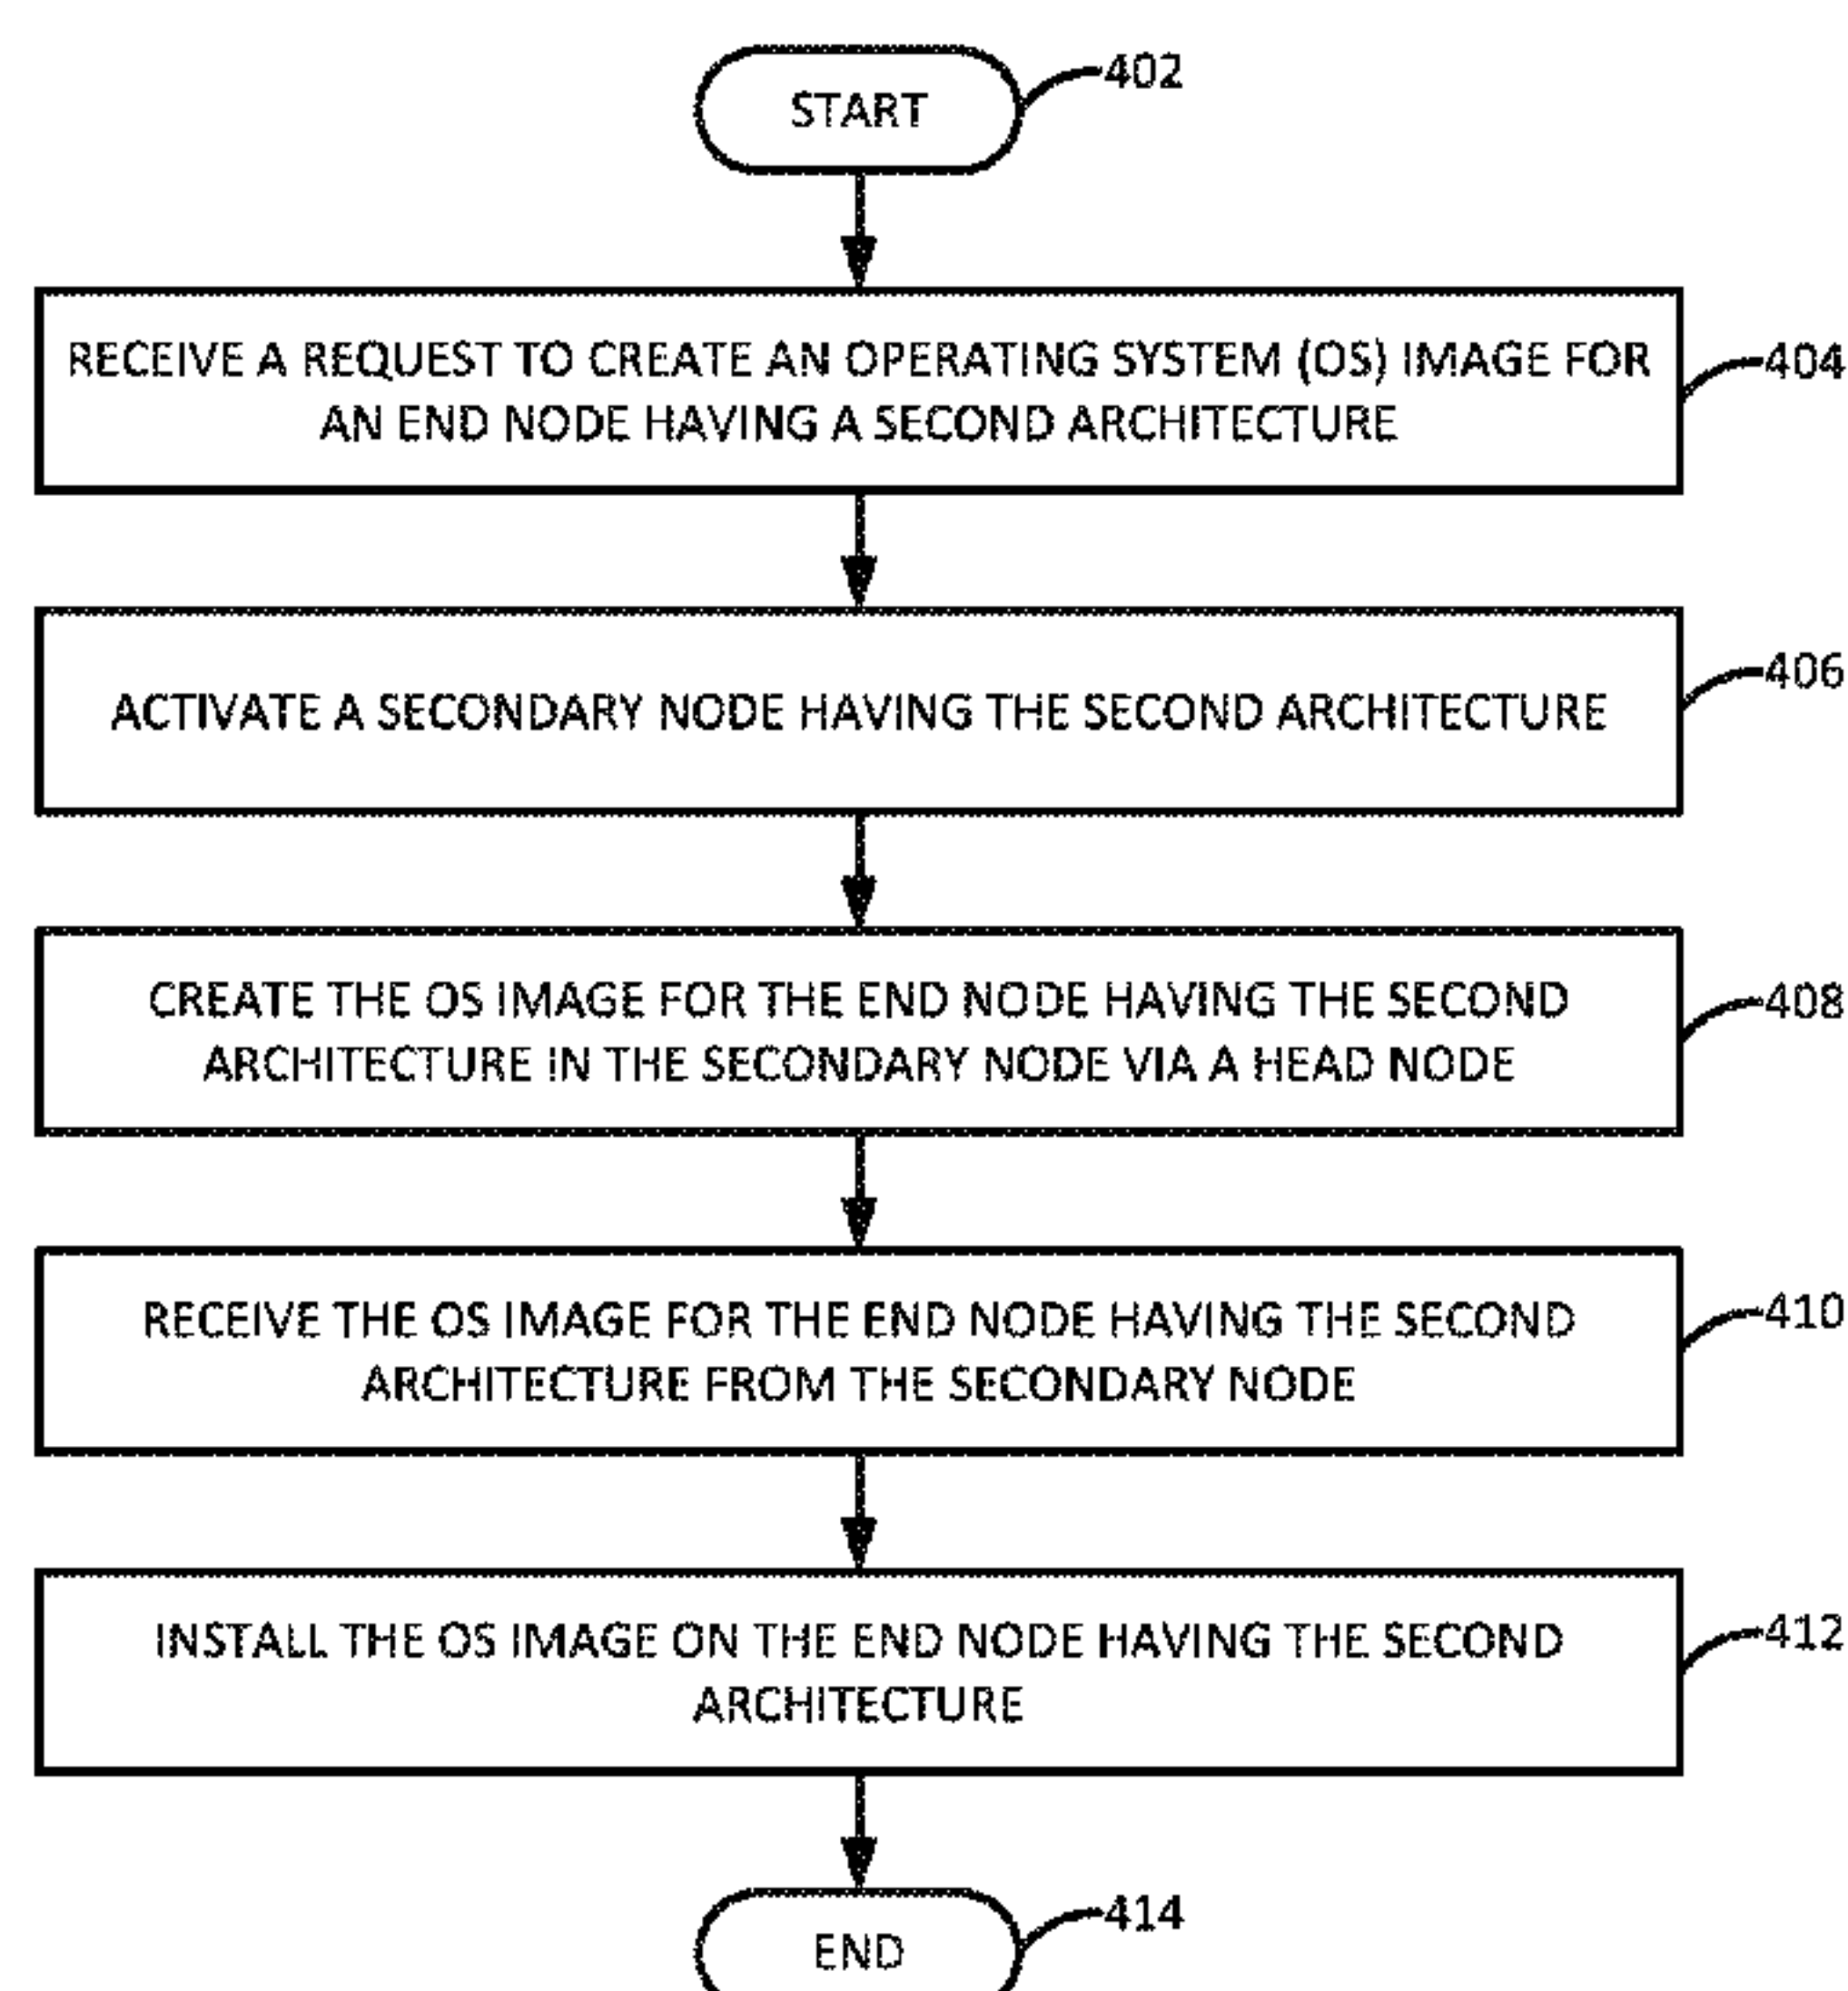 START
402
RECEIVE A REQUEST TO CREATE AN OPERATING SYSTEM (OS) IMAGE FOR
AN END NODE HAVING A SECOND ARCHITECTURE
404
ACTIVATE A SECONDARY NODE HAVING THE SECOND ARCHITECTURE
406
CREATE THE OS IMAGE FOR THE END NODE HAVING THE SECOND
ARCHITECTURE IN THE SECONDARY NODE VIA A HEAD NODE
408
RECEIVE THE OS IMAGE FOR THE END NODE HAVING THE SECOND
ARCHITECTURE FROM THE SECONDARY NODE
410
INSTALL THE OS IMAGE ON THE END NODE HAVING THE SECOND
ARCHITECTURE
412
END
414